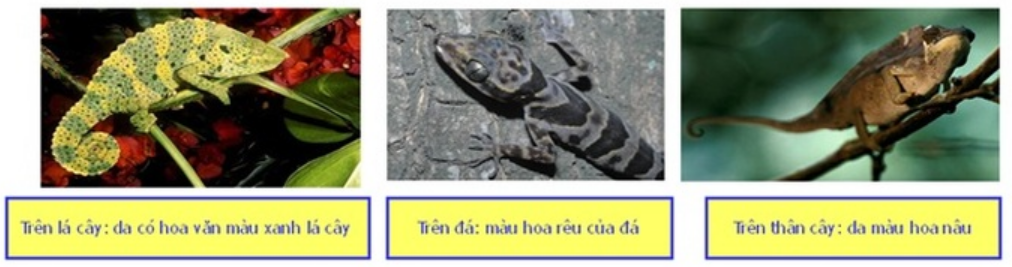 Trên lá cây: da có hoa văn màu xanh lá cây
Trên đá: màu hoa rêu của đá
Trên thân cây: da màu hoa nâu